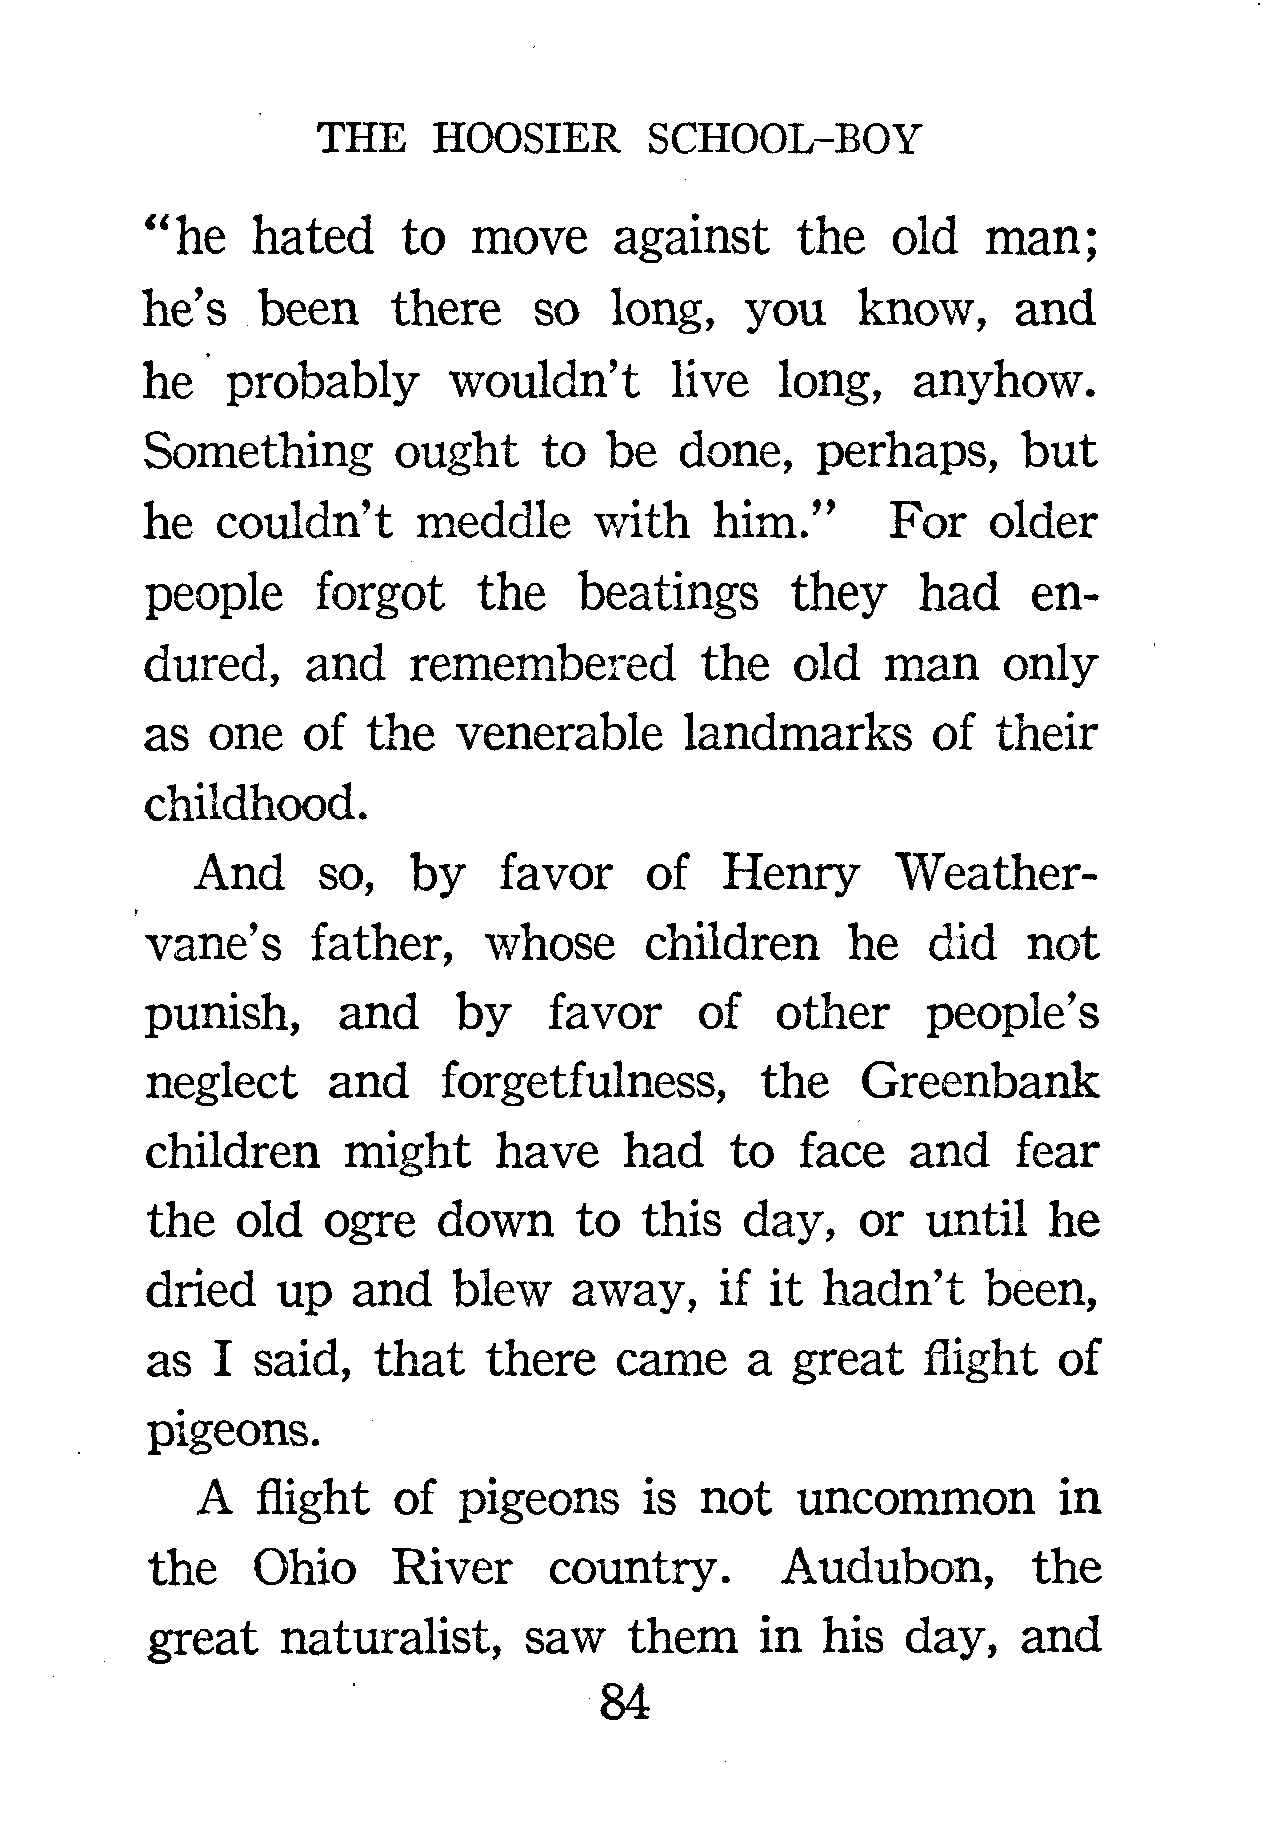 THE HOOSIER SCHOOL-BOY
"he hated to move against the old man;
he's been there so long, you know, and
he probably wouldn't live long, anyhow.
Something ought to be done, perhaps, but
he couldn't meddle with him." For older
people forgot the beatings they had en-
dured, and remembered the old man only
as one of the venerable landmarks of their
childhood.
And so, by favor of Henry Weather-
vane's father, whose children he did not
punish, and by favor of other people's
neglect and forgetfulness, the Greenbank
children might have had to face and fear
the old ogre down to this day, or until he
dried up and blew away, if it hadn't been,
as I said, that there came a great flight of
pigeons.
A flight of pigeons is not uncommon in
the Ohio River country. Audubon, the
great naturalist, saw them in his day, and
84